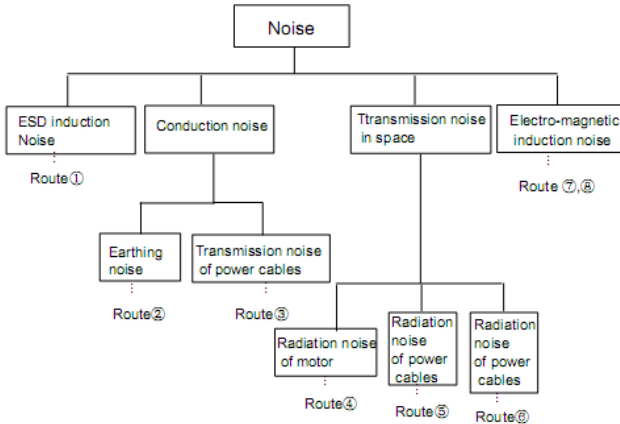 Noise
ESD induction
Noise
Conduction noise
Ttransmission noise
in space
Electro-magnetic
induction noise
Route①
Route ⑦,⑧
Earthing
noise
Transmission noise
of power cables
Route②
Route③
Radiation noise
of motor
Radiation
noise
of power
cables
Radiation
noise
of power
cables
Route④
Route⑤
Route⑥